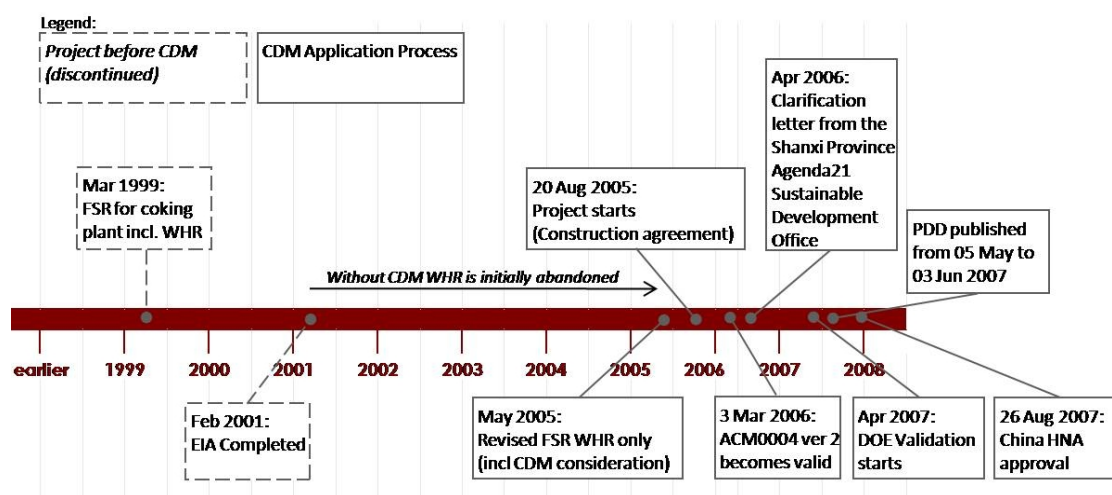 Legend:
Project before CDM
(discontinued)
CDM Application Process
Mar 1999:
FSR for coking
plant incl. WHR
20 Aug 2005:
Project starts
(Construction agreement)
Apr 2006:
Clarification
letter from the
Shanxi Province
Agenda21
Sustainable
Development
Office
PDD published
from 05 May to
03 Jun 2007
Without CDM WHR is initially abandoned
earlier 1999 2000 2001 2002 2003 2004 2005 2006 2007 2008
Feb 2001:
EIA Completed
May 2005:
Revised FSR WHR only
(incl CDM consideration)
3 Mar 2006:
ACM0004 ver 2
becomes valid
Apr 2007:
DOE Validation
starts
26 Aug 2007:
China HNA
approval